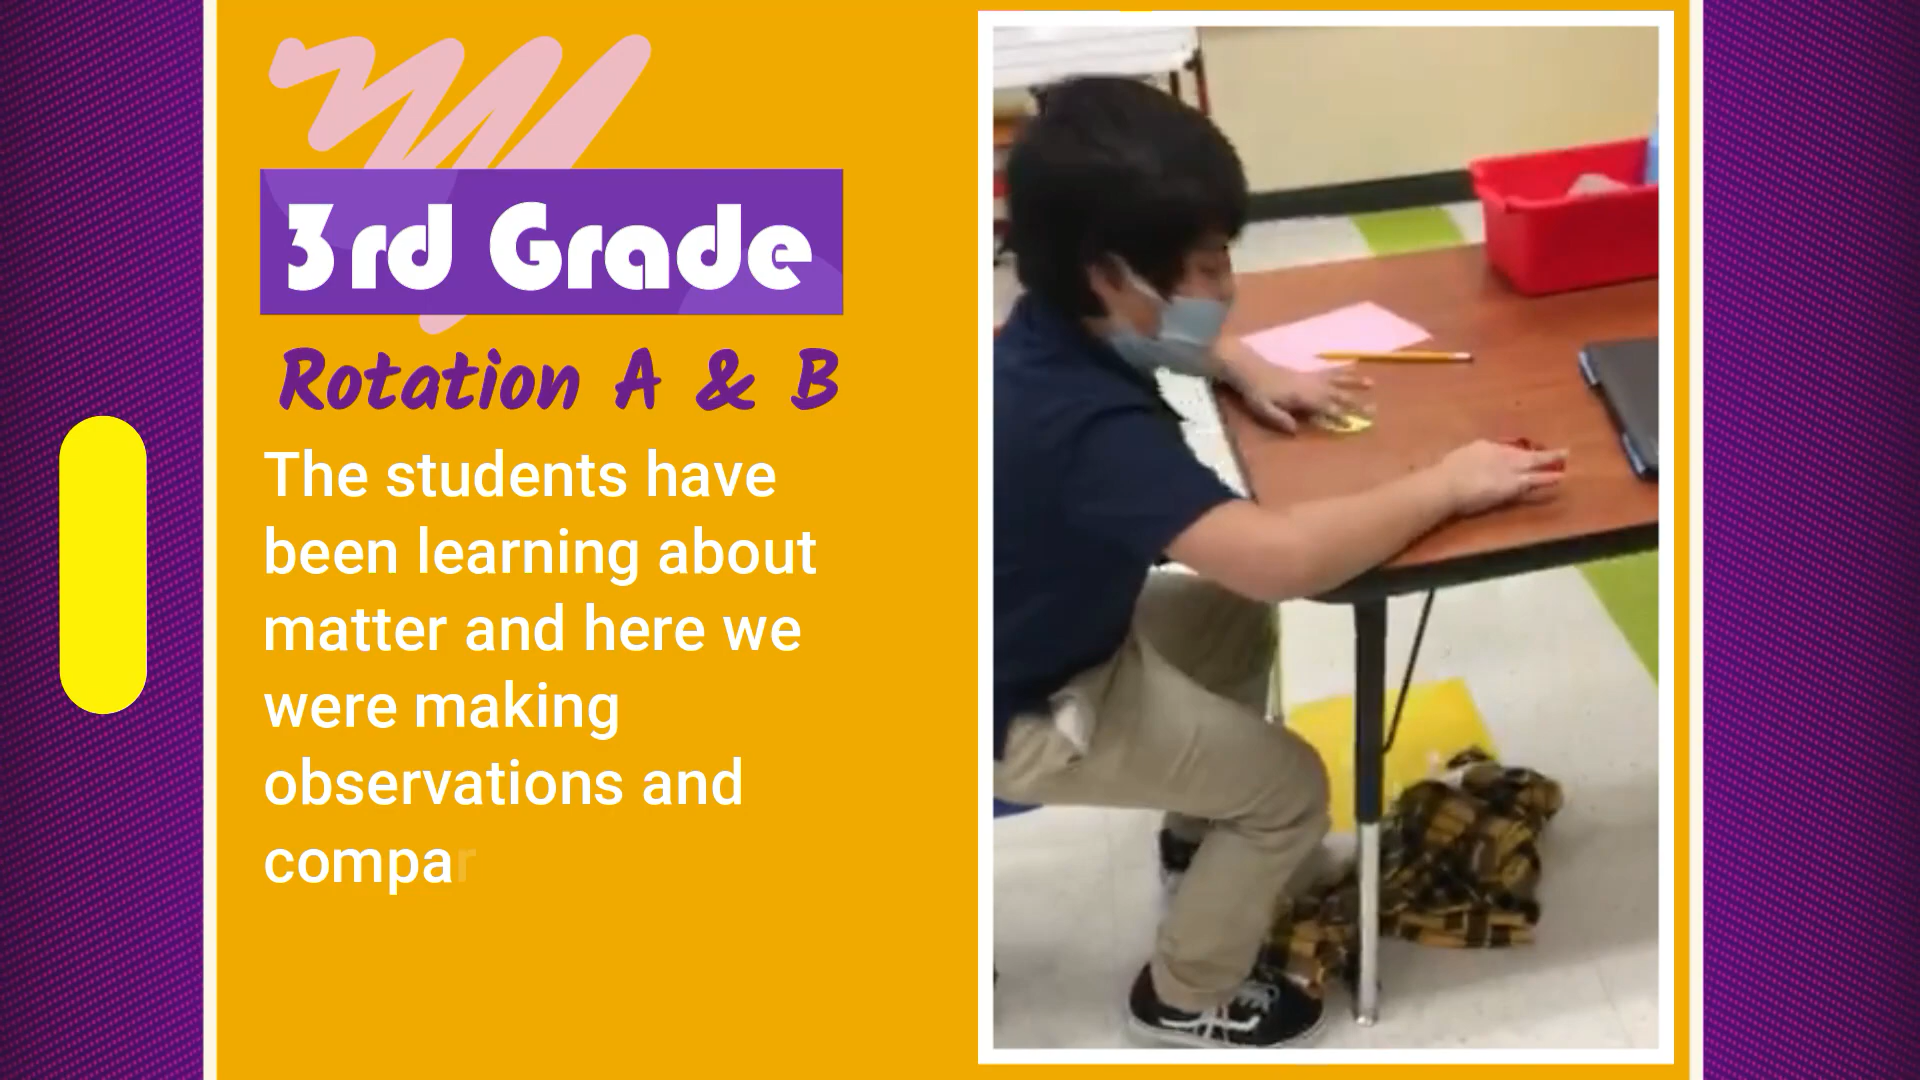 3rd Grade
Rotation A & B
The students have
been learning about
matter and here we
were making
observations and
compar